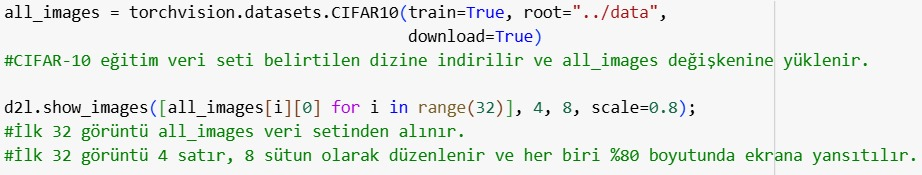 all_images = torchvision.datasets.CIFAR10(train=True, root="../data",
download=True)
#CIFAR-10 eğitim veri seti belirtilen dizine indirilir ve all_images değişkenine yüklenir.
d2l.show_images([all_images[i][0] for i in range(32)], 4, 8, scale=0.8);
#İlk 32 görüntü all_images veri setinden alınır.
#İlk 32 görüntü 4 satır, 8 sütun olarak düzenlenir ve her biri %80 boyutunda ekrana yansıtılır.